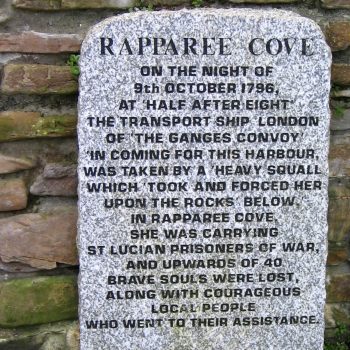 RAPPAREE COVE
ON THE NIGHT OF
9th OCTOBER 1796,
AT 'HALF AFTER EIGHT'
THE TRANSPORT SHIP 'LONDON'
OF 'THE GANGES CONVOY'
'IN COMING FOR THIS HARBOUR,
WAS TAKEN BY A 'HEAVY SQUALL
WHICH 'TOOK AND FORCED HER
UPON THE ROCKS' BELOW.
IN RAPPAREE COVE,
SHE WAS CARRYING
ST LUCIAN PRISONERS OF WAR,
AND UPWARDS OF 40
BRAVE SOULS WERE LOST,
ALONG WITH COURAGEOUS
LOCAL PEOPLE
WHO WENT TO THEIR ASSISTANCE.